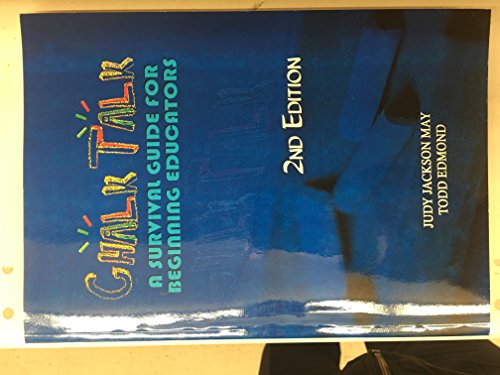 CHALK TALK
A SURVIVAL GUIDE FOR
BEGINNING EDUCATORS
2ND EDITION
JUDY JACKSON MAY
TODD EDMOND